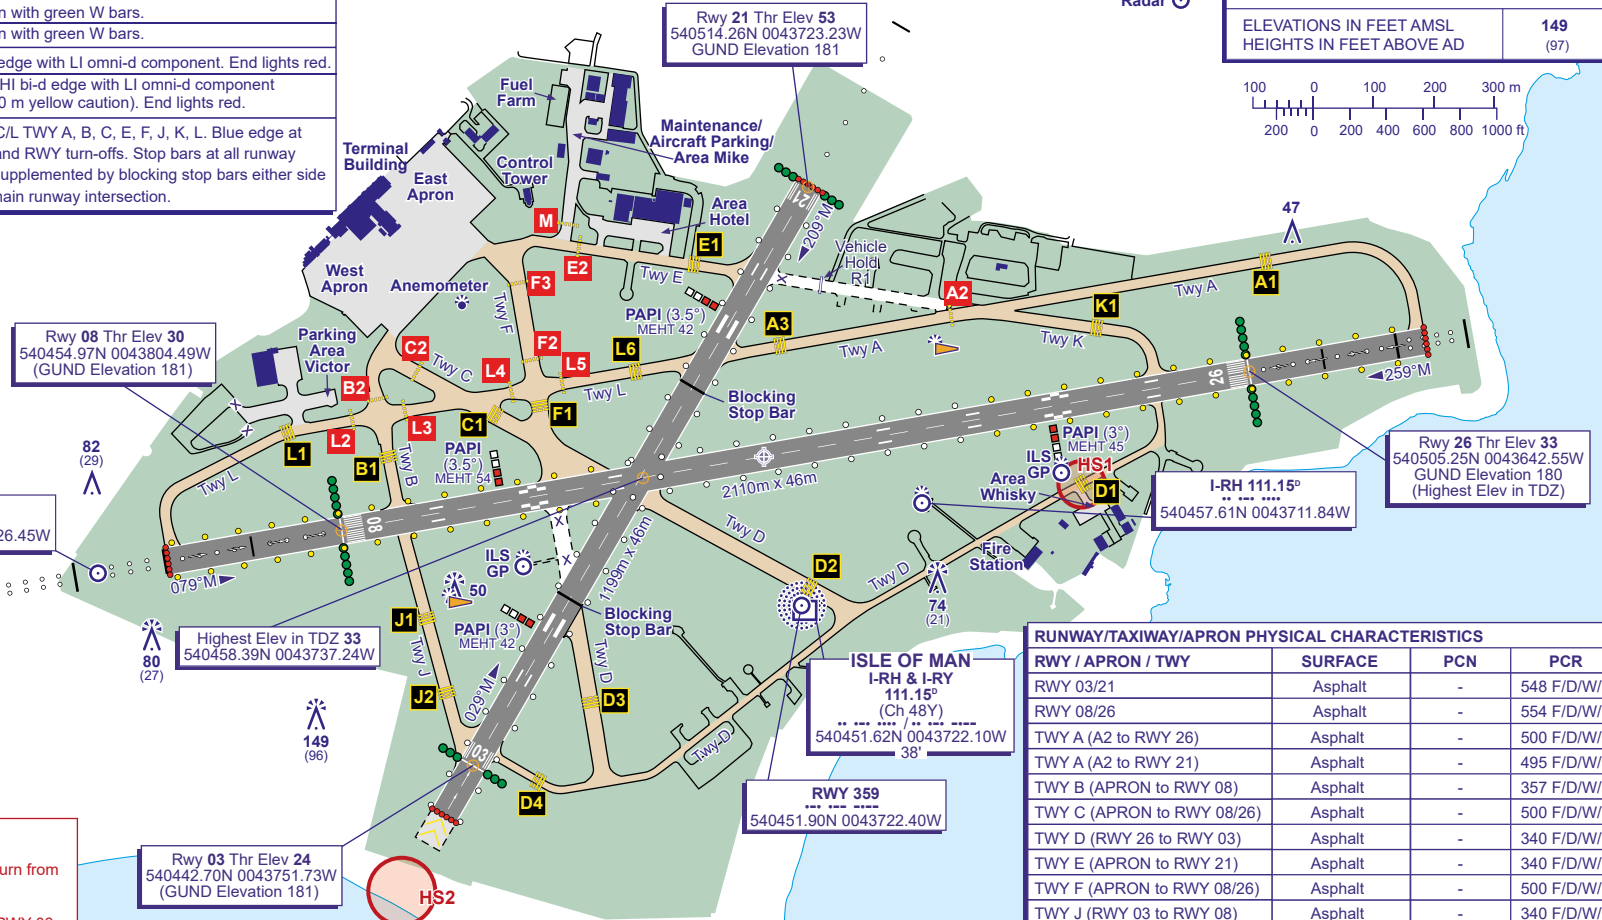 n with green W bars.
n with green W bars.
edge with LI omni-d component. End lights red.
HI bi-d edge with LI omni-d component
0 m yellow caution). End lights red.
C/L TWY A, B, C, E, F, J, K, L. Blue edge at
and RWY turn-offs. Stop bars at all runway
supplemented by blocking stop bars either side
main runway intersection.
Rwy 21 Thr Elev 53
540514.26N 0043723.23W
GUND Elevation 181
Radar
ELEVATIONS IN FEET AMSL
HEIGHTS IN FEET ABOVE AD
149
(97)
100 0 100 200 300 m
200 0 200 400 600 800 1000 ft
Fuel
Farm
Maintenance/
Aircraft Parking/
Area Mike
Terminal
Building
East
Apron
Control
Tower
Area
Hotel
M
E2
E1
Twy E
21
209°M
Vehicle
Hold
R1
47
A1
Twy A
West
Apron
Anemometer
F3
Twy F
PAPI (3.5°)
MEHT 42
A2
K1
Twy K
A3
Twy A
Rwy 08 Thr Elev 30
540454.97N 0043804.49W
(GUND Elevation 181)
Parking
Area
Victor
C2
Twy C
F2
L6
L5
L4
Twy L
B2
Blocking
Stop Bar
26
259°M
L2
L3
C1
F1
L1
B1
Twy B
Twy L
PAPI
(3.5°)
MEHT 54
82
(29)
PAPI (3°)
MEHT 45
ILS
GP
HS1
Area
Whisky
D1
Rwy 26 Thr Elev 33
540505.25N 0043642.55W
GUND Elevation 180
(Highest Elev in TDZ)
I-RH 111.15D
540457.61N 0043711.84W
2110m x 46m
08
26.45W
079°M
ILS
GP
1199m x 46m
Twy D
D2
Twy D
Fire
Station
50
J1
Twy J
PAPI (3°)
MEHT 42
Blocking
Stop Bar
74
(21)
80
(27)
Highest Elev in TDZ 33
540458.39N 0043737.24W
J2
029°M
Twy D
D3
149
(96)
03
D4
Twy D
ISLE OF MAN
I-RH & I-RY
111.15D
(Ch 48Y)
540451.62N 0043722.10W
38'
RWY 359
540451.90N 0043722.40W
Rwy 03 Thr Elev 24
540442.70N 0043751.73W
(GUND Elevation 181)
HS2
urn from
RUNWAY/TAXIWAY/APRON PHYSICAL CHARACTERISTICS
RWY / APRON / TWY SURFACE PCN PCR
RWY 03/21 Asphalt - 548 F/D/W/
RWY 08/26 Asphalt - 554 F/D/W/
TWY A (A2 to RWY 26) Asphalt - 500 F/D/W/
TWY A (A2 to RWY 21) Asphalt - 495 F/D/W/
TWY B (APRON to RWY 08) Asphalt - 357 F/D/W/
TWY C (APRON to RWY 08/26) Asphalt - 500 F/D/W/
TWY D (RWY 26 to RWY 03) Asphalt - 340 F/D/W/
TWY E (APRON to RWY 21) Asphalt - 340 F/D/W/
TWY F (APRON to RWY 08/26) Asphalt - 500 F/D/W/
TWY J (RWY 03 to RWY 08) Asphalt - 340 F/D/W/